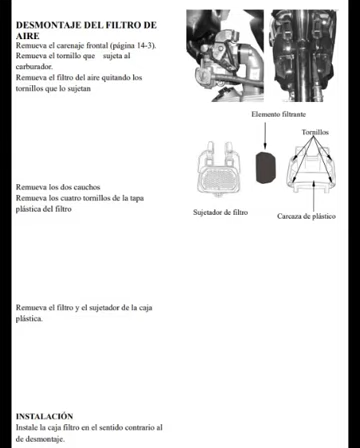 DESMONTAJE DEL FILTRO DE
AIRE
Remueva el carenaje frontal (página 14-3).
Remueva el tornillo que sujeta al
carburador.
Remueva el filtro del aire quitando los
tornillos que lo sujetan
Elemento filtrante
Tornillos
Remueva los dos cauchos
Remueva los cuatro tornillos de la tapa
plástica del filtro
Sujetador de filtro
Carcaza de plástico
Remueva el filtro y el sujetador de la caja
plástica.
INSTALACIÓN
Instale la caja filtro en el sentido contrario al
de desmontaje.